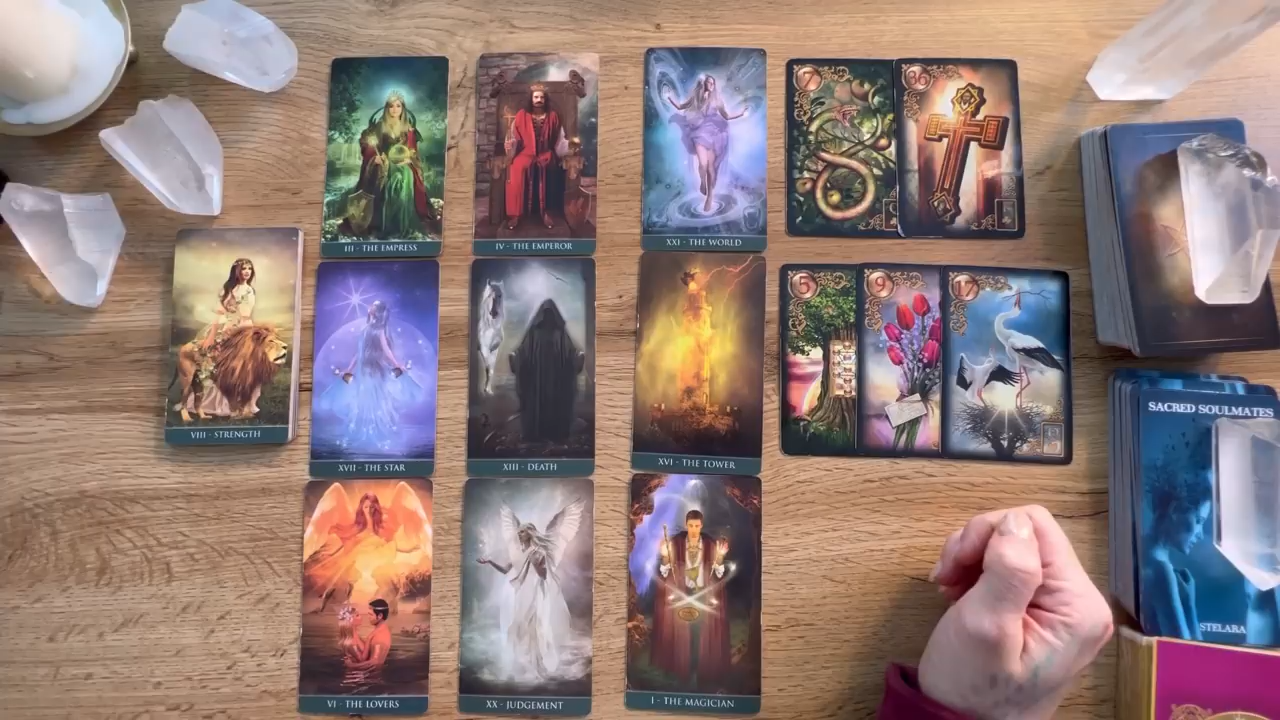 III - THE EMPRESS
IV - THE EMPEROR
XXI - THE WORLD
7
36
VIII - STRENGTH
XVII - THE STAR
XIII - DEATH
XVI - THE TOWER
5
9
17
VI - THE LOVERS
XX - JUDGEMENT
I - THE MAGICIAN
SACRED SOULMATES
STELARA